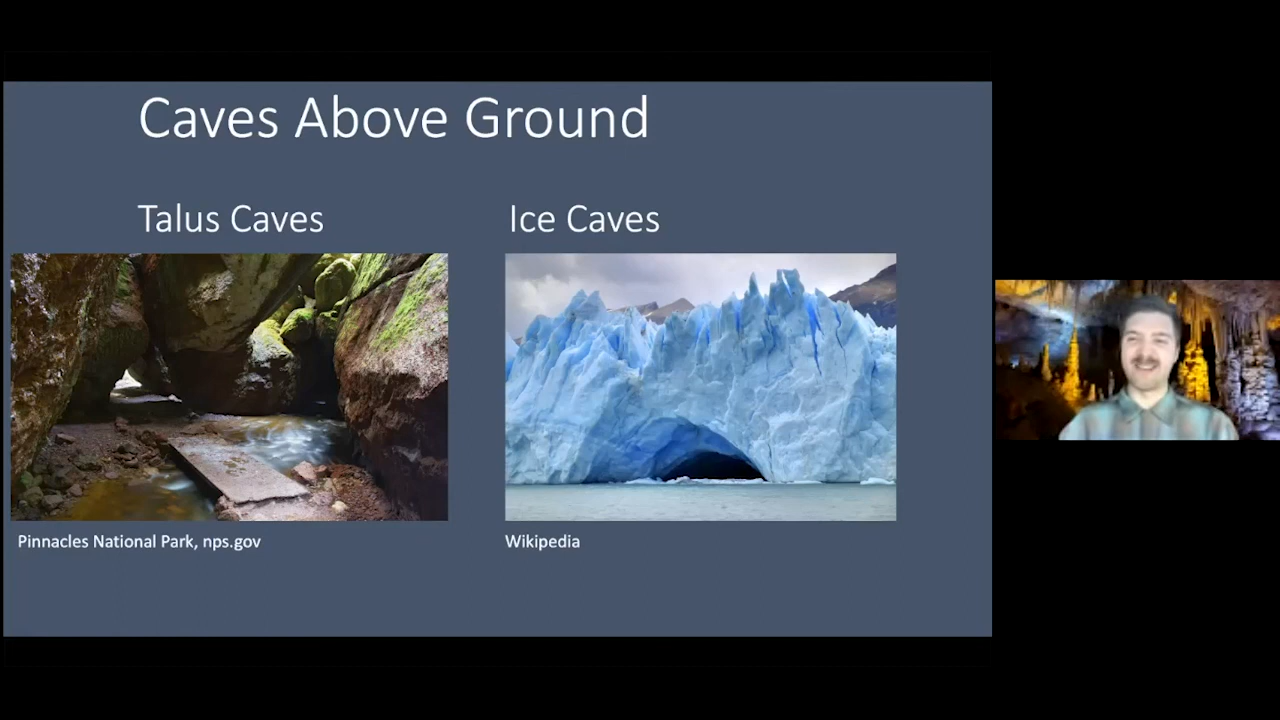 Caves Above Ground
Talus Caves
Ice Caves
Pinnacles National Park, nps.gov
Wikipedia